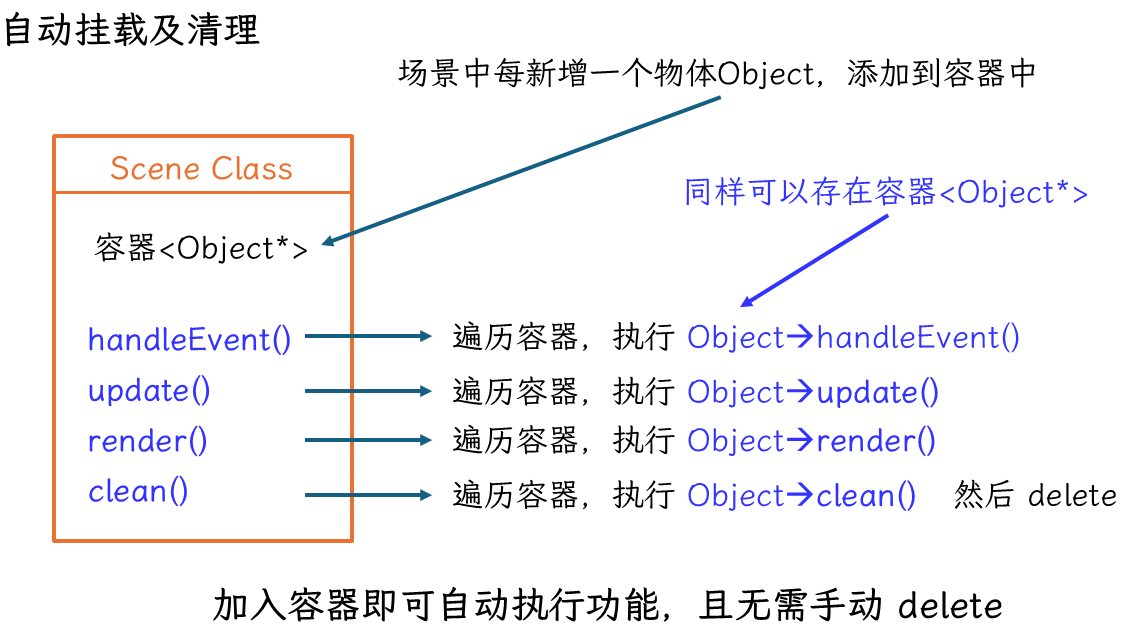 自动挂载及清理
场景中每新增一个物体Object，添加到容器中
Scene Class
同样可以存在容器<Object*>
容器<Object*>
handleEvent() 遍历容器，执行 Object→handleEvent()
update() 遍历容器，执行 Object→update()
render() 遍历容器，执行 Object→render()
clean() 遍历容器，执行 Object→clean() 然后 delete
加入容器即可自动执行功能，且无需手动 delete